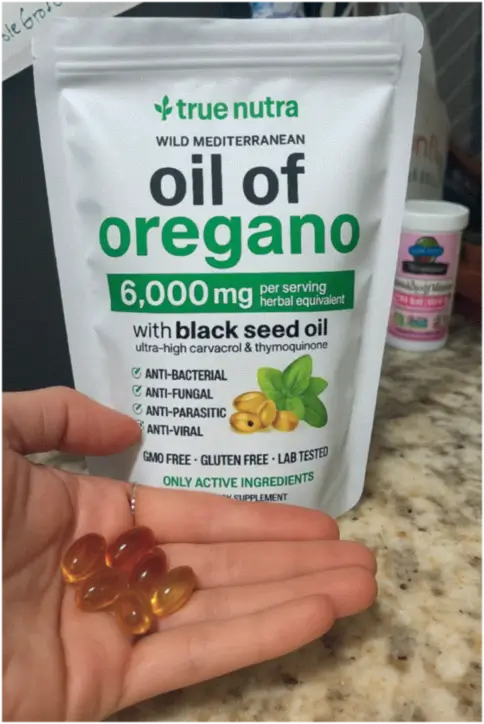 true nutra
WILD MEDITERRANEAN
oil of
oregano
6,000 mg per serving
herbal equivalent
with black seed oil
ultra-high carvacrol & thymoquinone
ANTI-BACTERIAL
ANTI-FUNGAL
ANTI-PARASITIC
ANTI-VIRAL
GMO FREE · GLUTEN FREE · LAB TESTED
ONLY ACTIVE INGREDIENTS
SUPPLEMENT